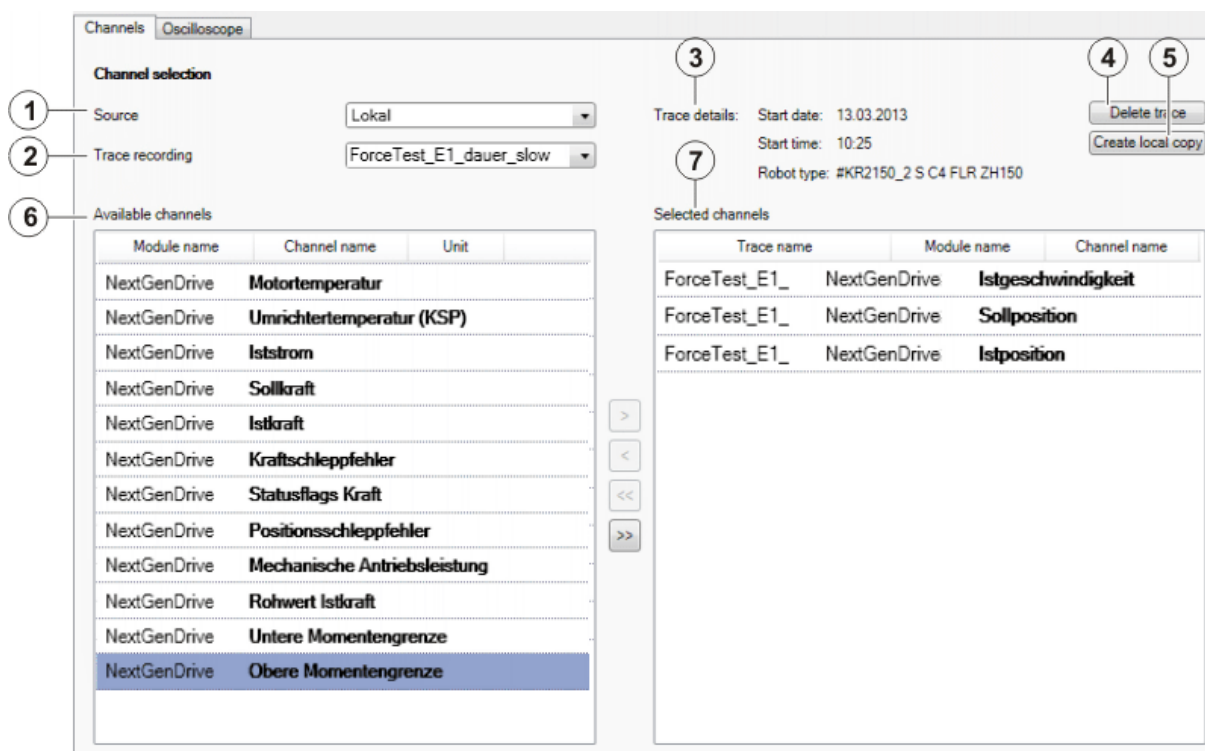 Channels Oscilloscope
Channel selection
3
4 5
1 Source Lokal
Trace details: Start date: 13.03.2013 Delete trace
2 Trace recording ForceTest_E1_dauer_slow
Start time: 10:25 Create local copy
7
Robot type: #KR2150_2 S C4 FLR ZH150
6 Available channels
Module name Channel name Unit
NextGenDrive Motortemperatur
NextGenDrive Umrichtertemperatur (KSP)
NextGenDrive Iststrom
NextGenDrive Sollkraft
NextGenDrive Istkraft
NextGenDrive Kraftschleppfehler
NextGenDrive Statusflags Kraft
NextGenDrive Positionsschleppfehler
NextGenDrive Mechanische Antriebsleistung
NextGenDrive Rohwert Istkraft
NextGenDrive Untere Momentengrenze
NextGenDrive Obere Momentengrenze
>
<
<<
>>
Selected channels
Trace name Module name Channel name
ForceTest_E1_ NextGenDrive Istgeschwindigkeit
ForceTest_E1_ NextGenDrive Sollposition
ForceTest_E1_ NextGenDrive Istposition